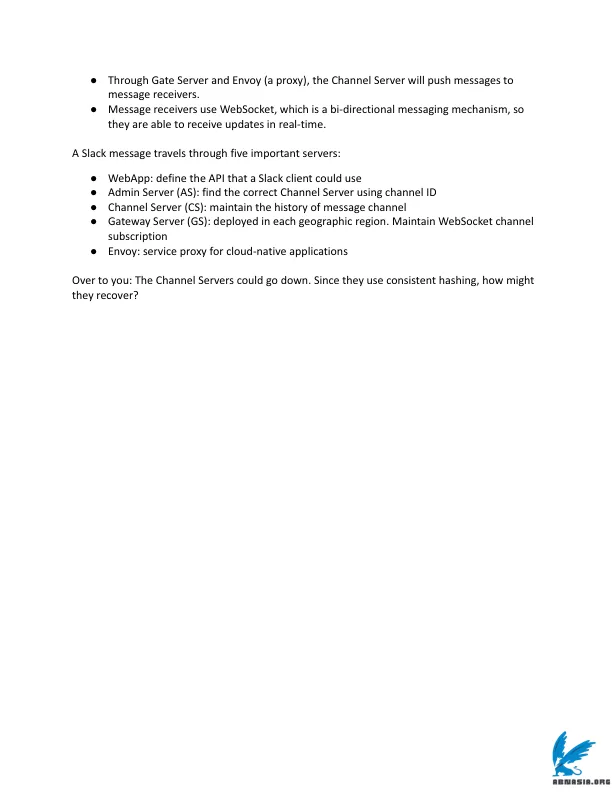 ● Through Gate Server and Envoy (a proxy), the Channel Server will push messages to
message receivers.
● Message receivers use WebSocket, which is a bi-directional messaging mechanism, so
they are able to receive updates in real-time.
A Slack message travels through five important servers:
● WebApp: define the API that a Slack client could use
● Admin Server (AS): find the correct Channel Server using channel ID
● Channel Server (CS): maintain the history of message channel
● Gateway Server (GS): deployed in each geographic region. Maintain WebSocket channel
subscription
● Envoy: service proxy for cloud-native applications
Over to you: The Channel Servers could go down. Since they use consistent hashing, how might
they recover?
ABNASIA.ORG